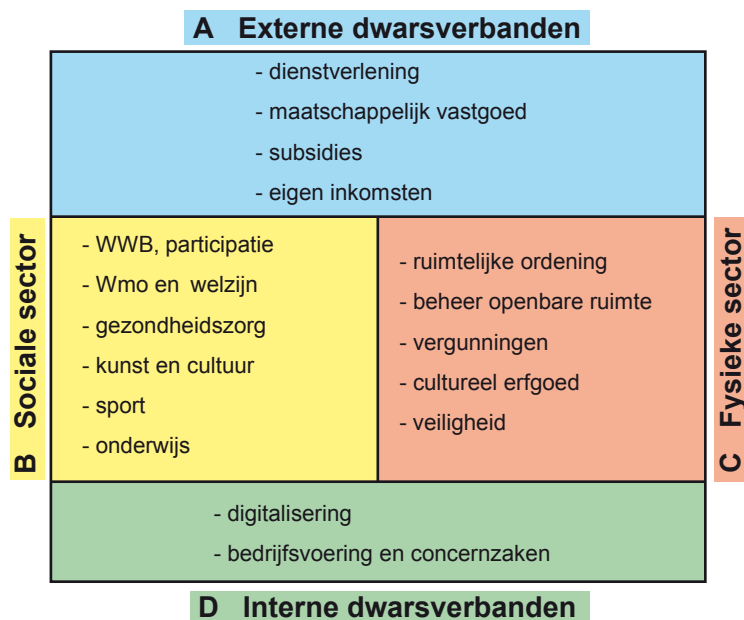 A Externe dwarsverbanden
- dienstverlening
- maatschappelijk vastgoed
- subsidies
- eigen inkomsten
B Sociale sector
- WWB, participatie
- Wmo en welzijn
- gezondheidszorg
- kunst en cultuur
- sport
- onderwijs
- ruimtelijke ordening
- beheer openbare ruimte
- vergunningen
- cultureel erfgoed
- veiligheid
C Fysieke sector
- digitalisering
- bedrijfsvoering en concernzaken
D Interne dwarsverbanden